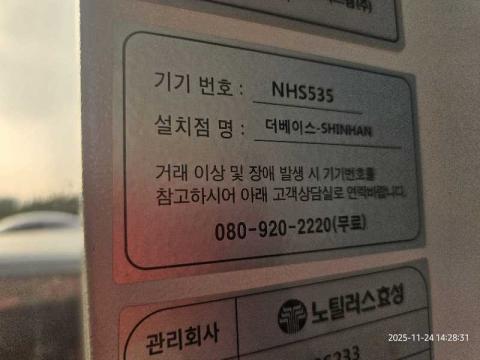 기기 번호 : NHS535
설치점 명 : 더베이스-SHINHAN
거래 이상 및 장애 발생 시 기기번호를
참고하시어 아래 고객상담실로 연락바랍니다.
080-920-2220(무료)
관리회사 노틸러스효성
2025-11-24 14:28:31